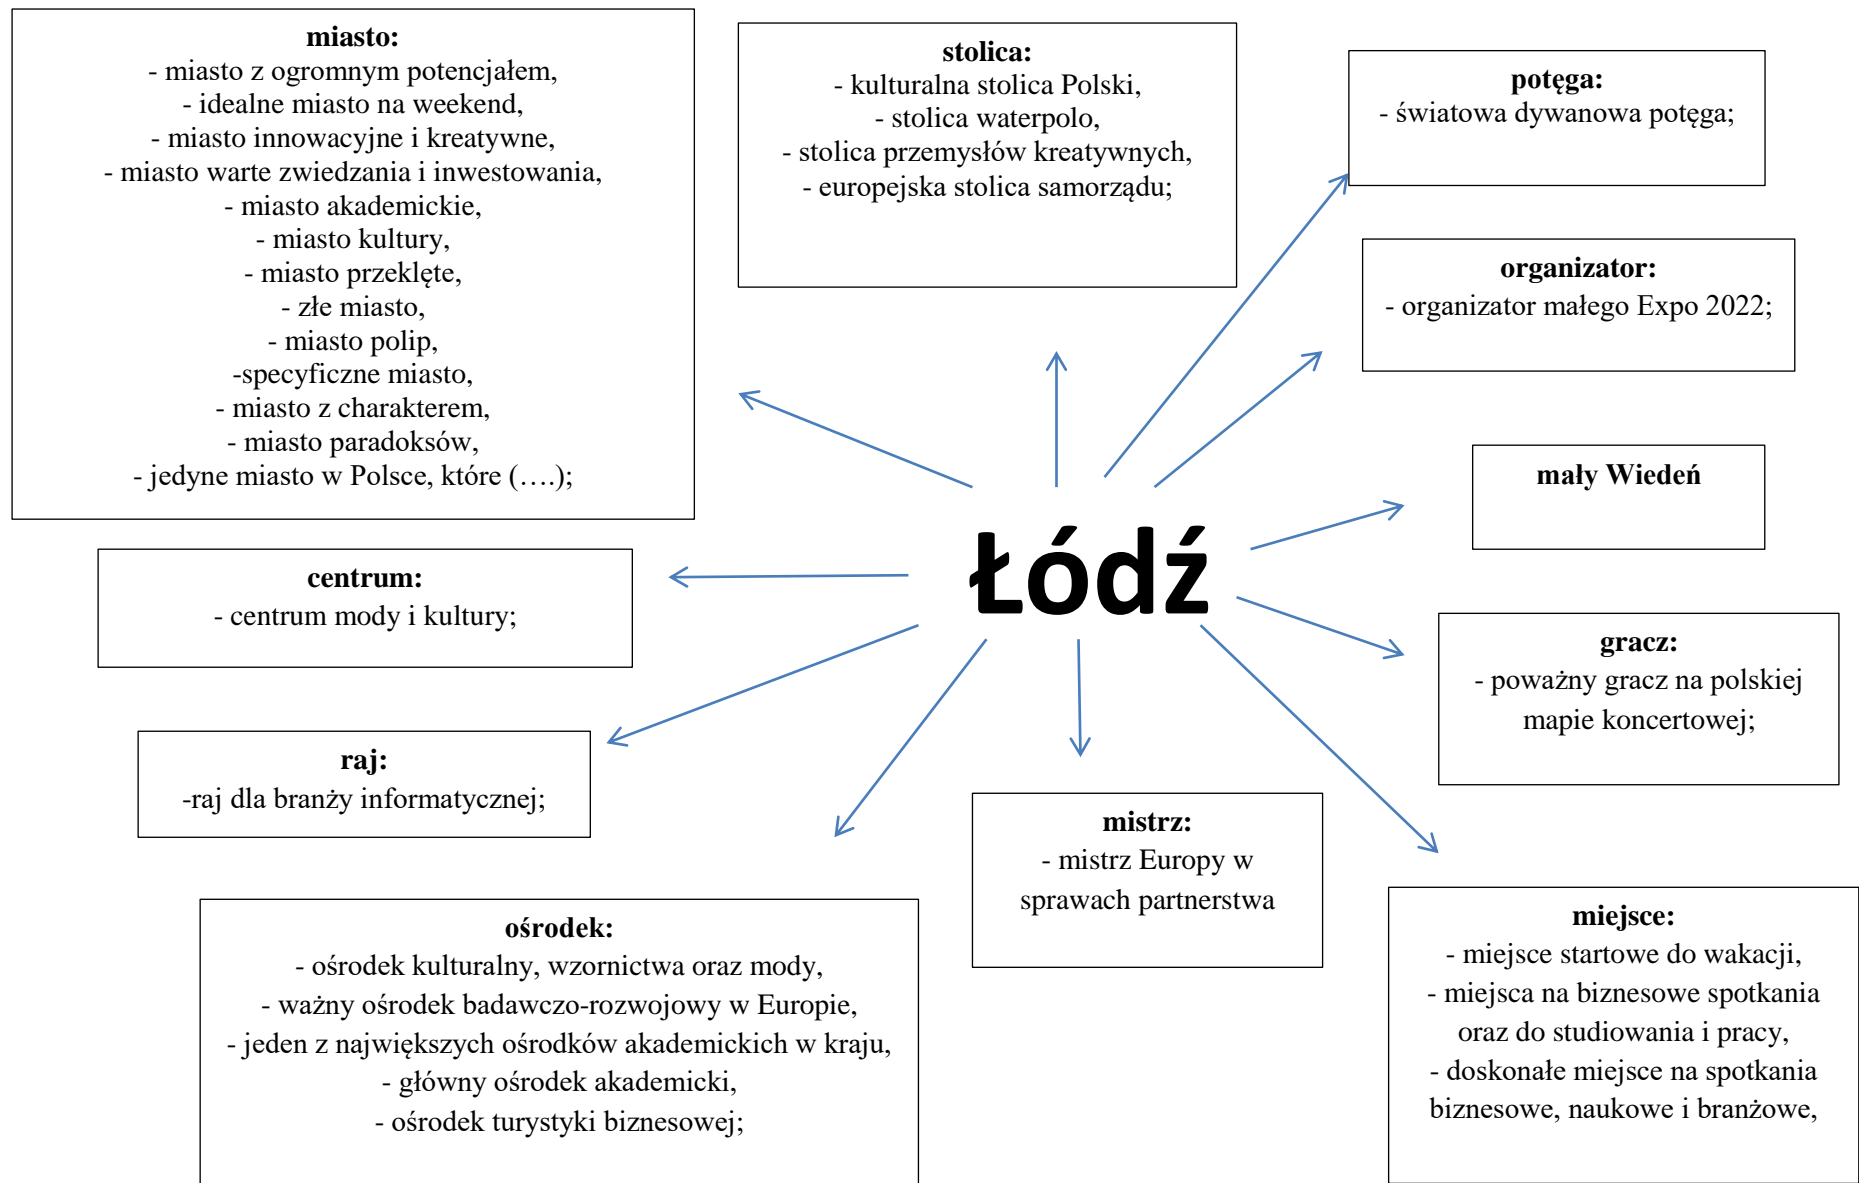 miasto:
- miasto z ogromnym potencjałem,
- idealne miasto na weekend,
- miasto innowacyjne i kreatywne,
- miasto warte zwiedzania i inwestowania,
- miasto akademickie,
- miasto kultury,
- miasto przeklęte,
- złe miasto,
- miasto polip,
-specyficzne miasto,
- miasto z charakterem,
- miasto paradoksów,
- jedyne miasto w Polsce, które (….);
stolica:
- kulturalna stolica Polski,
- stolica waterpolo,
- stolica przemysłów kreatywnych,
- europejska stolica samorządu;
potęga:
- światowa dywanowa potęga;
organizator:
- organizator małego Expo 2022;
mały Wiedeń
Łódź
centrum:
- centrum mody i kultury;
gracz:
- poważny gracz na polskiej
mapie koncertowej;
raj:
-raj dla branży informatycznej;
mistrz:
- mistrz Europy w
sprawach partnerstwa
ośrodek:
- ośrodek kulturalny, wzornictwa oraz mody,
- ważny ośrodek badawczo-rozwojowy w Europie,
- jeden z największych ośrodków akademickich w kraju,
- główny ośrodek akademicki,
- ośrodek turystyki biznesowej;
miejsce:
- miejsce startowe do wakacji,
- miejsca na biznesowe spotkania
oraz do studiowania i pracy,
- doskonałe miejsce na spotkania
biznesowe, naukowe i branżowe,